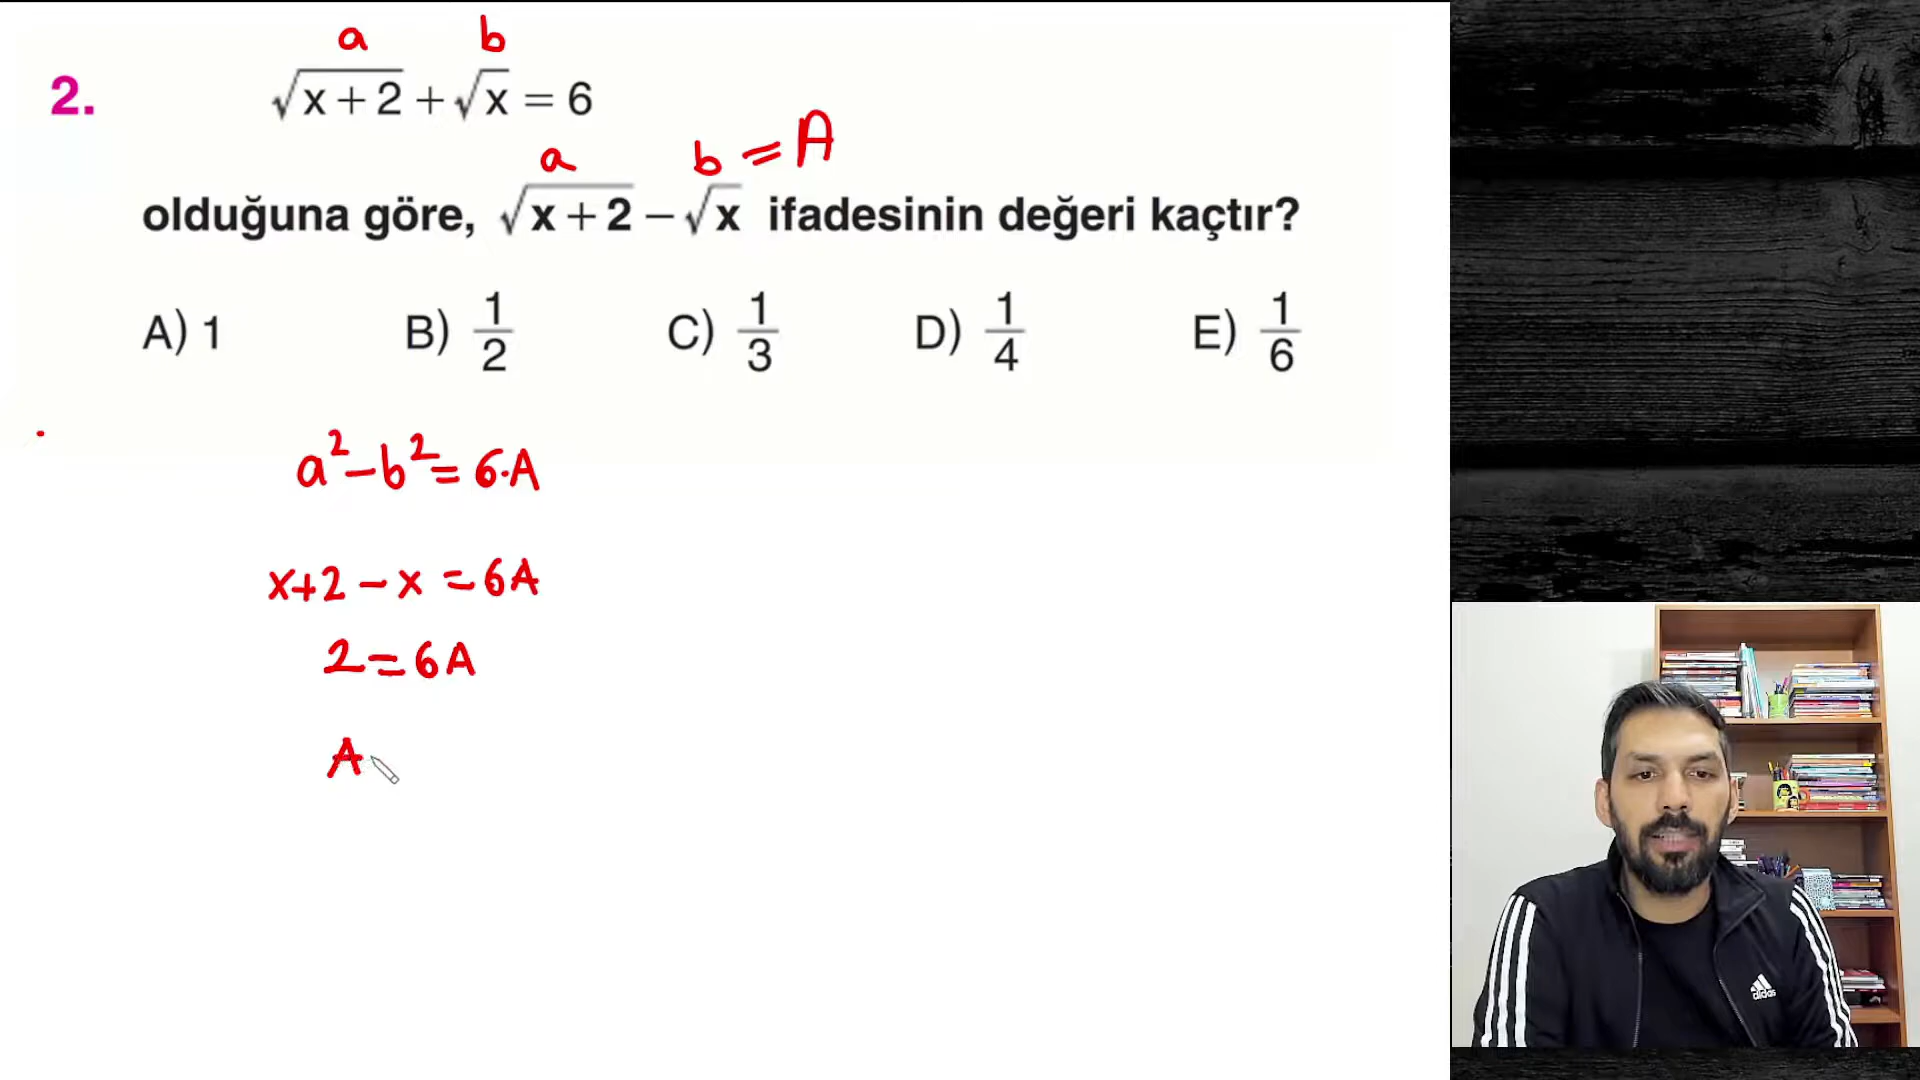 a b
2. √x+2 + √x = 6
a b = A
olduğuna göre, √x+2 − √x ifadesinin değeri kaçtır?
A) 1 B) 1/2 C) 1/3 D) 1/4 E) 1/6
a² − b² = 6·A
x+2 − x = 6A
2 = 6A
A
adidas